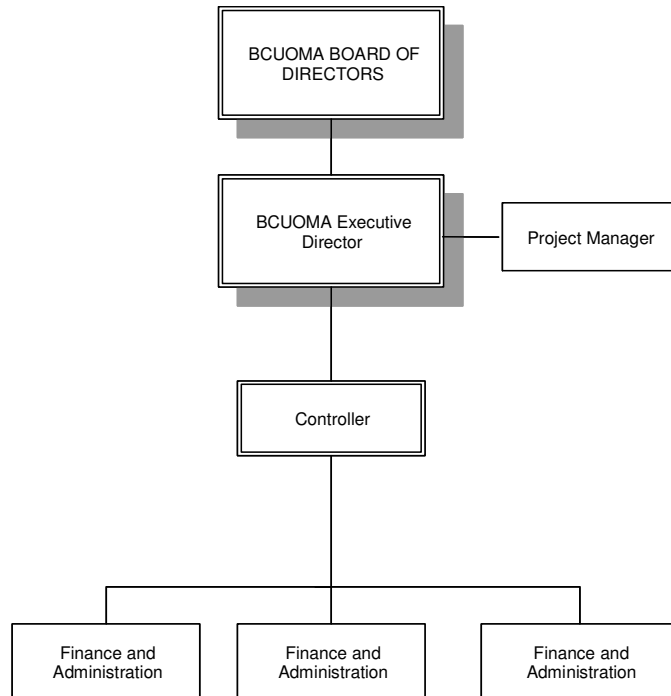 BCUOMA BOARD OF
DIRECTORS
BCUOMA Executive
Director
Project Manager
Controller
Finance and
Administration
Finance and
Administration
Finance and
Administration